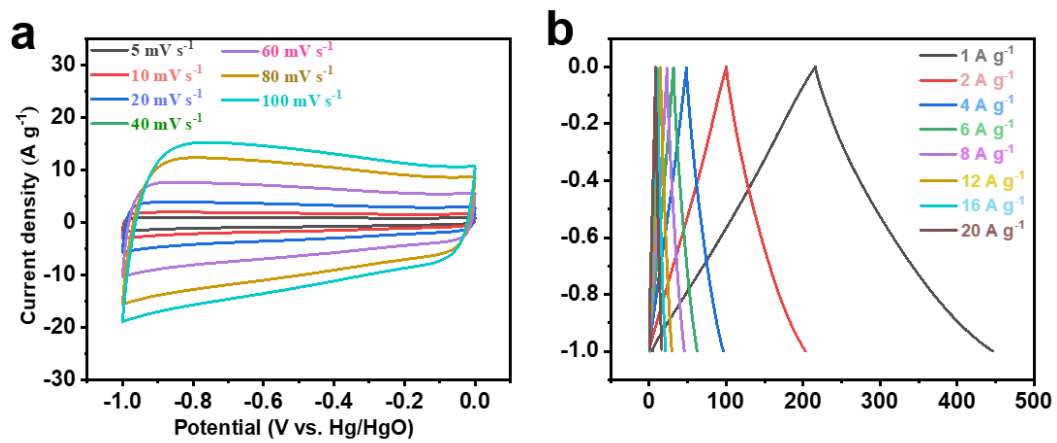 a
5 mV s⁻¹
10 mV s⁻¹
20 mV s⁻¹
40 mV s⁻¹
60 mV s⁻¹
80 mV s⁻¹
100 mV s⁻¹
Current density (A g⁻¹)
30
20
10
0
-10
-20
-30
-1.0
-0.8
-0.6
-0.4
-0.2
0.0
Potential (V vs. Hg/HgO)
b
1 A g⁻¹
2 A g⁻¹
4 A g⁻¹
6 A g⁻¹
8 A g⁻¹
12 A g⁻¹
16 A g⁻¹
20 A g⁻¹
0.0
-0.2
-0.4
-0.6
-0.8
-1.0
0
100
200
300
400
500